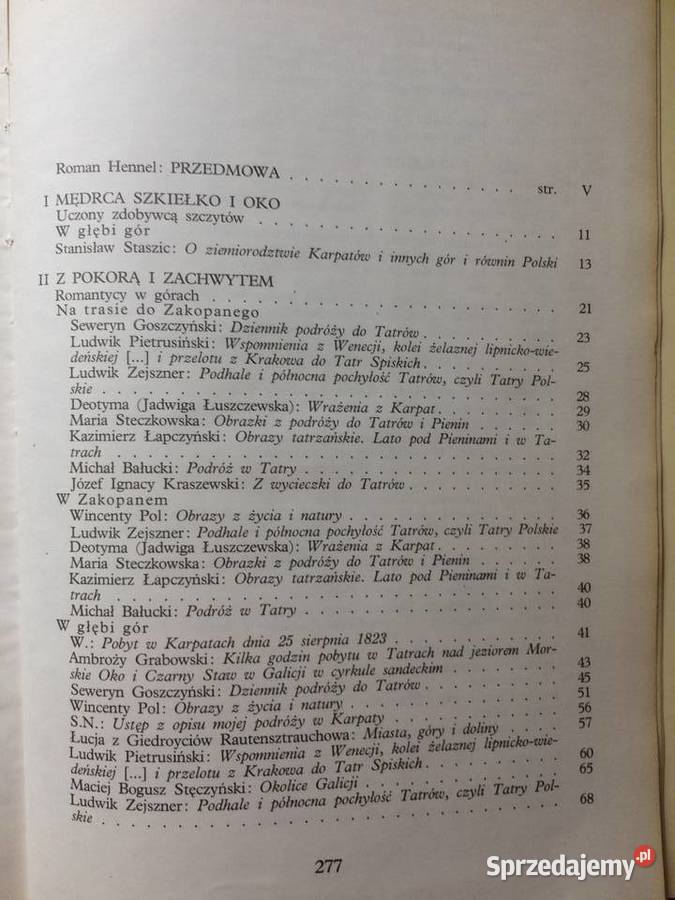 Roman Hennel: PRZEDMOWA . . . . . . . . . . . . . . . . str. V
I MĘDRCA SZKIEŁKO I OKO
Uczony zdobywcą szczytów . . . . . . . . . . . . . . . . . 11
W głębi gór
Stanisław Staszic: O ziemiorodztwie Karpatów i innych gór i równin Polski 13
II Z POKORĄ I ZACHWYTEM
Romantycy w górach . . . . . . . . . . . . . . . . . . . 21
Na trasie do Zakopanego
Seweryn Goszczyński: Dziennik podróży do Tatrów . . . . . . . . 23
Ludwik Pietrusiński: Wspomnienia z Wenecji, kolei żelaznej lipnicko-wie-
deńskiej [...] i przelotu z Krakowa do Tatr Spiskich . . . . . . . . 25
Ludwik Zejszner: Podhale i północna pochyłość Tatrów, czyli Tatry Pol-
skie . . . . . . . . . . . . . . . . . . . . . . . . . . 28
Deotyma (Jadwiga Łuszczewska): Wrażenia z Karpat . . . . . . . . 29
Maria Steczkowska: Obrazki z podróży do Tatrów i Pienin . . . . . . 30
Kazimierz Łapczyński: Obrazy tatrzańskie. Lato pod Pieninami i w Ta-
trach . . . . . . . . . . . . . . . . . . . . . . . . . . 32
Michał Bałucki: Podróż w Tatry . . . . . . . . . . . . . . . 34
Józef Ignacy Kraszewski: Z wycieczki do Tatrów . . . . . . . . . . 35
W Zakopanem
Wincenty Pol: Obrazy z życia i natury . . . . . . . . . . . . . 36
Ludwik Zejszner: Podhale i północna pochyłość Tatrów, czyli Tatry Polskie 37
Deotyma (Jadwiga Łuszczewska): Wrażenia z Karpat . . . . . . . . 38
Maria Steczkowska: Obrazki z podróży do Tatrów i Pienin . . . . . . 38
Kazimierz Łapczyński: Obrazy tatrzańskie. Lato pod Pieninami i w Ta-
trach . . . . . . . . . . . . . . . . . . . . . . . . . . 40
Michał Bałucki: Podróż w Tatry . . . . . . . . . . . . . . . 40
W głębi gór
W.: Pobyt w Karpatach dnia 25 sierpnia 1823 . . . . . . . . . . 41
Ambroży Grabowski: Kilka godzin pobytu w Tatrach nad jeziorem Mor-
skie Oko i Czarny Staw w Galicji w cyrkule sandeckim . . . . . . . 43
Seweryn Goszczyński: Dziennik podróży do Tatrów . . . . . . . . 45
Wincenty Pol: Obrazy z życia i natury . . . . . . . . . . . . . 51
S.N.: Ustęp z opisu mojej podróży w Karpaty . . . . . . . . . . 56
Łucja z Giedroyciów Rautensztrauchowa: Miasta, góry i doliny . . . . 57
Ludwik Pietrusiński: Wspomnienia z Wenecji, kolei żelaznej lipnicko-wie-
deńskiej [...] i przelotu z Krakowa do Tatr Spiskich . . . . . . . . 60
Maciej Bogusz Stęczyński: Okolice Galicji . . . . . . . . . . . . 65
Ludwik Zejszner: Podhale i północna pochyłość Tatrów, czyli Tatry Pol-
skie . . . . . . . . . . . . . . . . . . . . . . . . . . 68
277
Sprzedajemy.pl